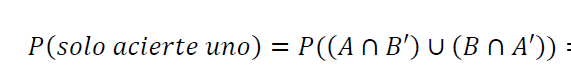 P(solo acierte uno) = P((A ∩ B′) ∪ (B ∩ A′)) =